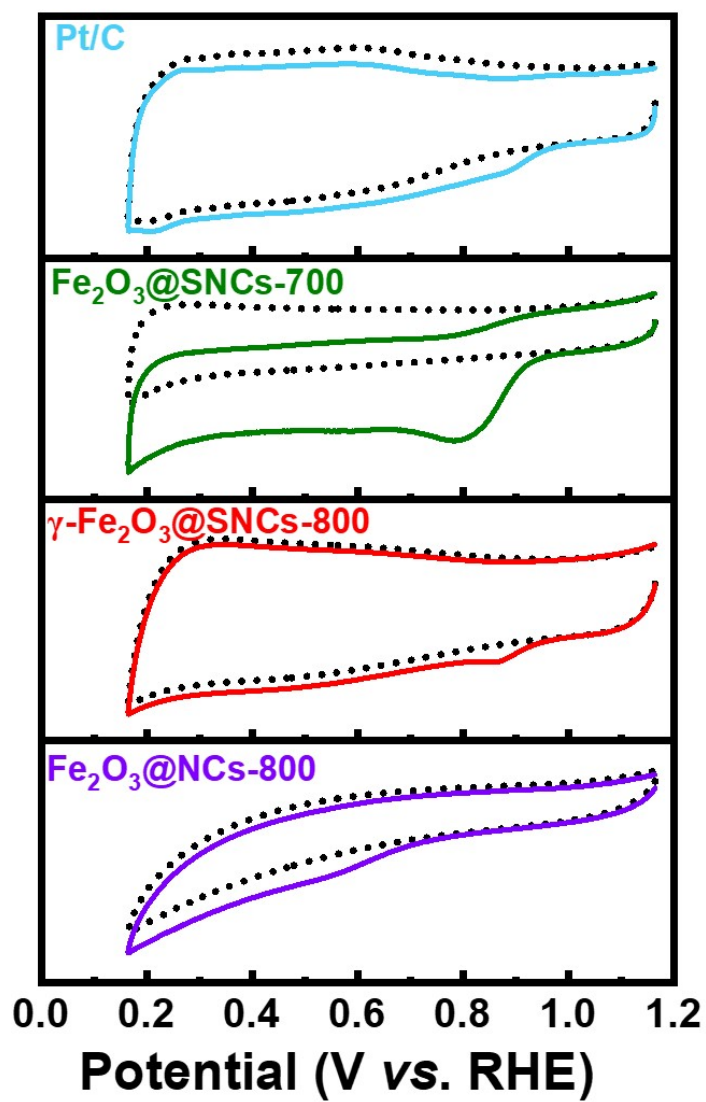 Pt/C
Fe₂O₃@SNCs-700
γ-Fe₂O₃@SNCs-800
Fe₂O₃@NCs-800
0.0 0.2 0.4 0.6 0.8 1.0 1.2
Potential (V vs. RHE)